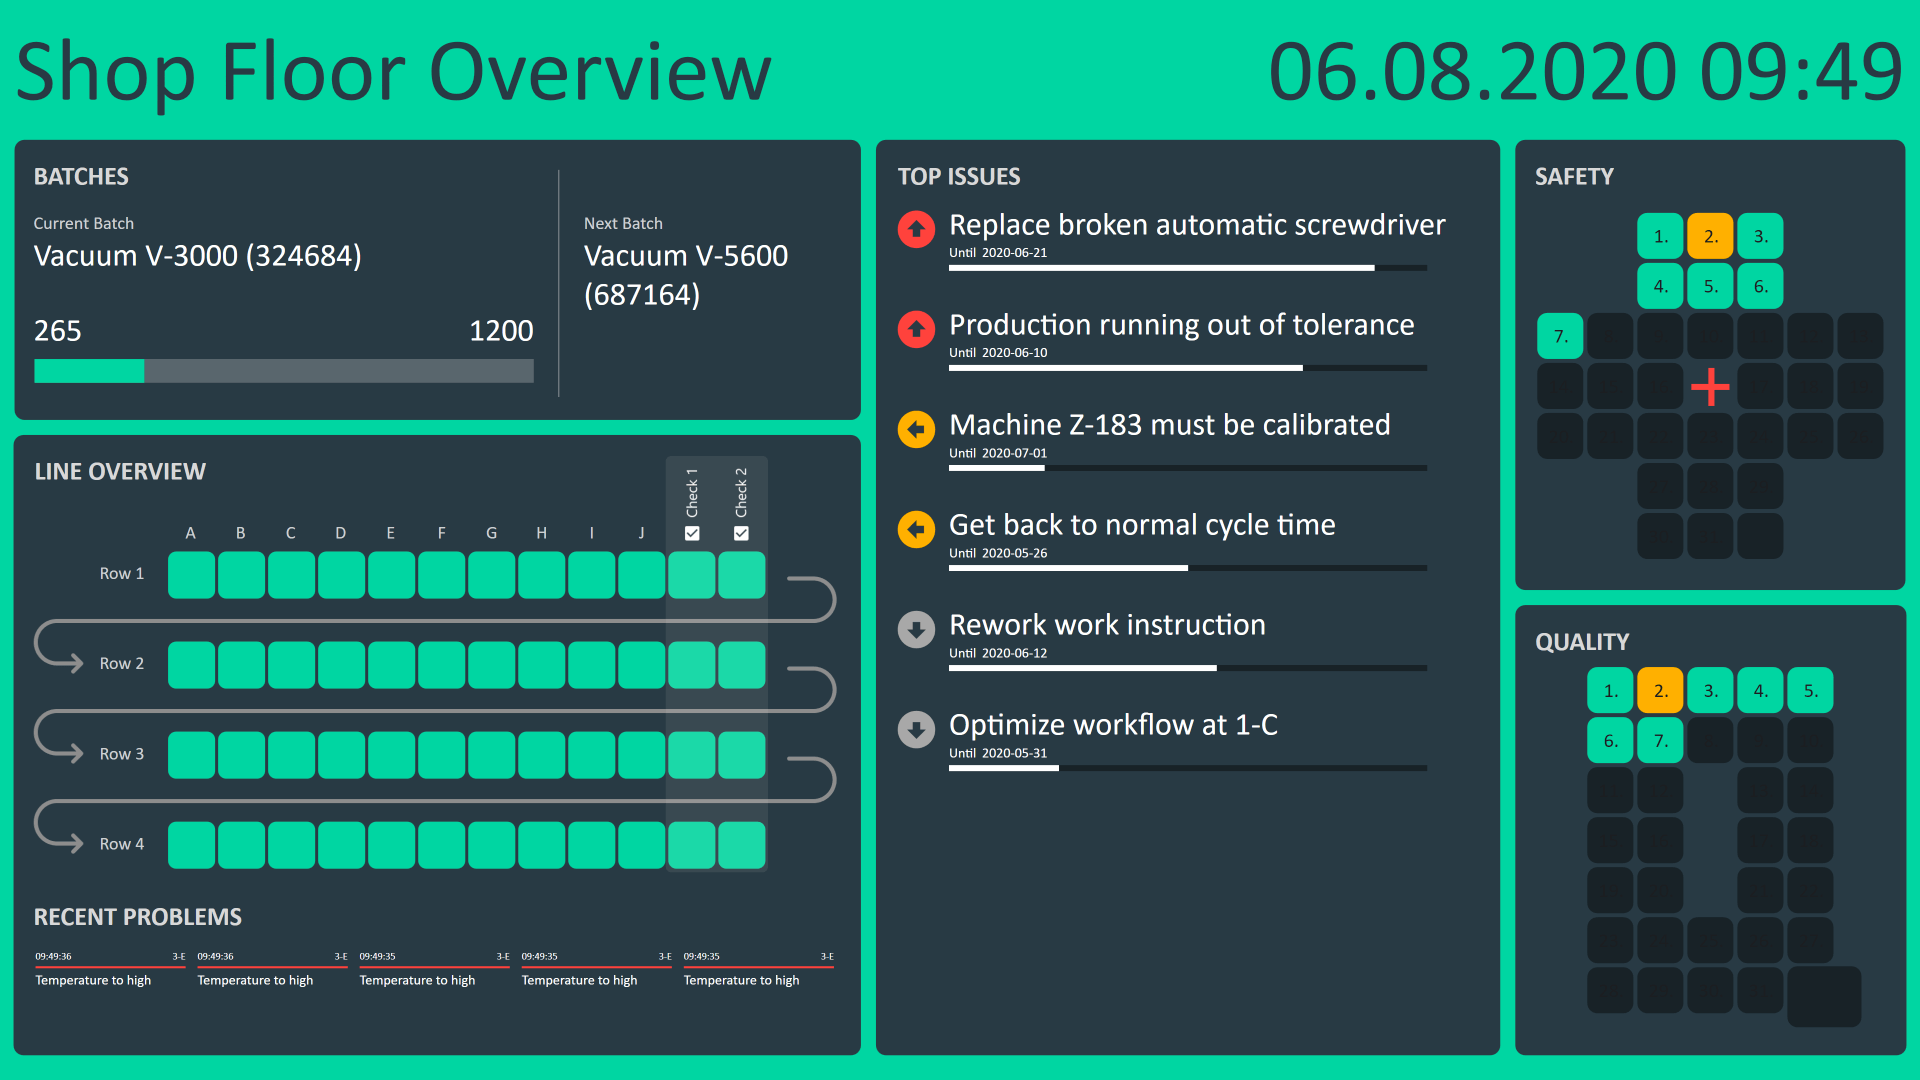 Shop Floor Overview
06.08.2020 09:49
BATCHES
Current Batch
Vacuum V-3000 (324684)
265
1200
Next Batch
Vacuum V-5600
(687164)
LINE OVERVIEW
Check 1
Check 2
A B C D E F G H I J
Row 1
Row 2
Row 3
Row 4
RECENT PROBLEMS
09:49:36 3-E
Temperature to high
09:49:36 3-E
Temperature to high
09:49:35 3-E
Temperature to high
09:49:35 3-E
Temperature to high
09:49:35 3-E
Temperature to high
TOP ISSUES
Replace broken automatic screwdriver
Until 2020-06-21
Production running out of tolerance
Until 2020-06-10
Machine Z-183 must be calibrated
Until 2020-07-01
Get back to normal cycle time
Until 2020-05-26
Rework work instruction
Until 2020-06-12
Optimize workflow at 1-C
Until 2020-05-31
SAFETY
1. 2. 3.
4. 5. 6.
7.
QUALITY
1. 2. 3. 4. 5.
6. 7.